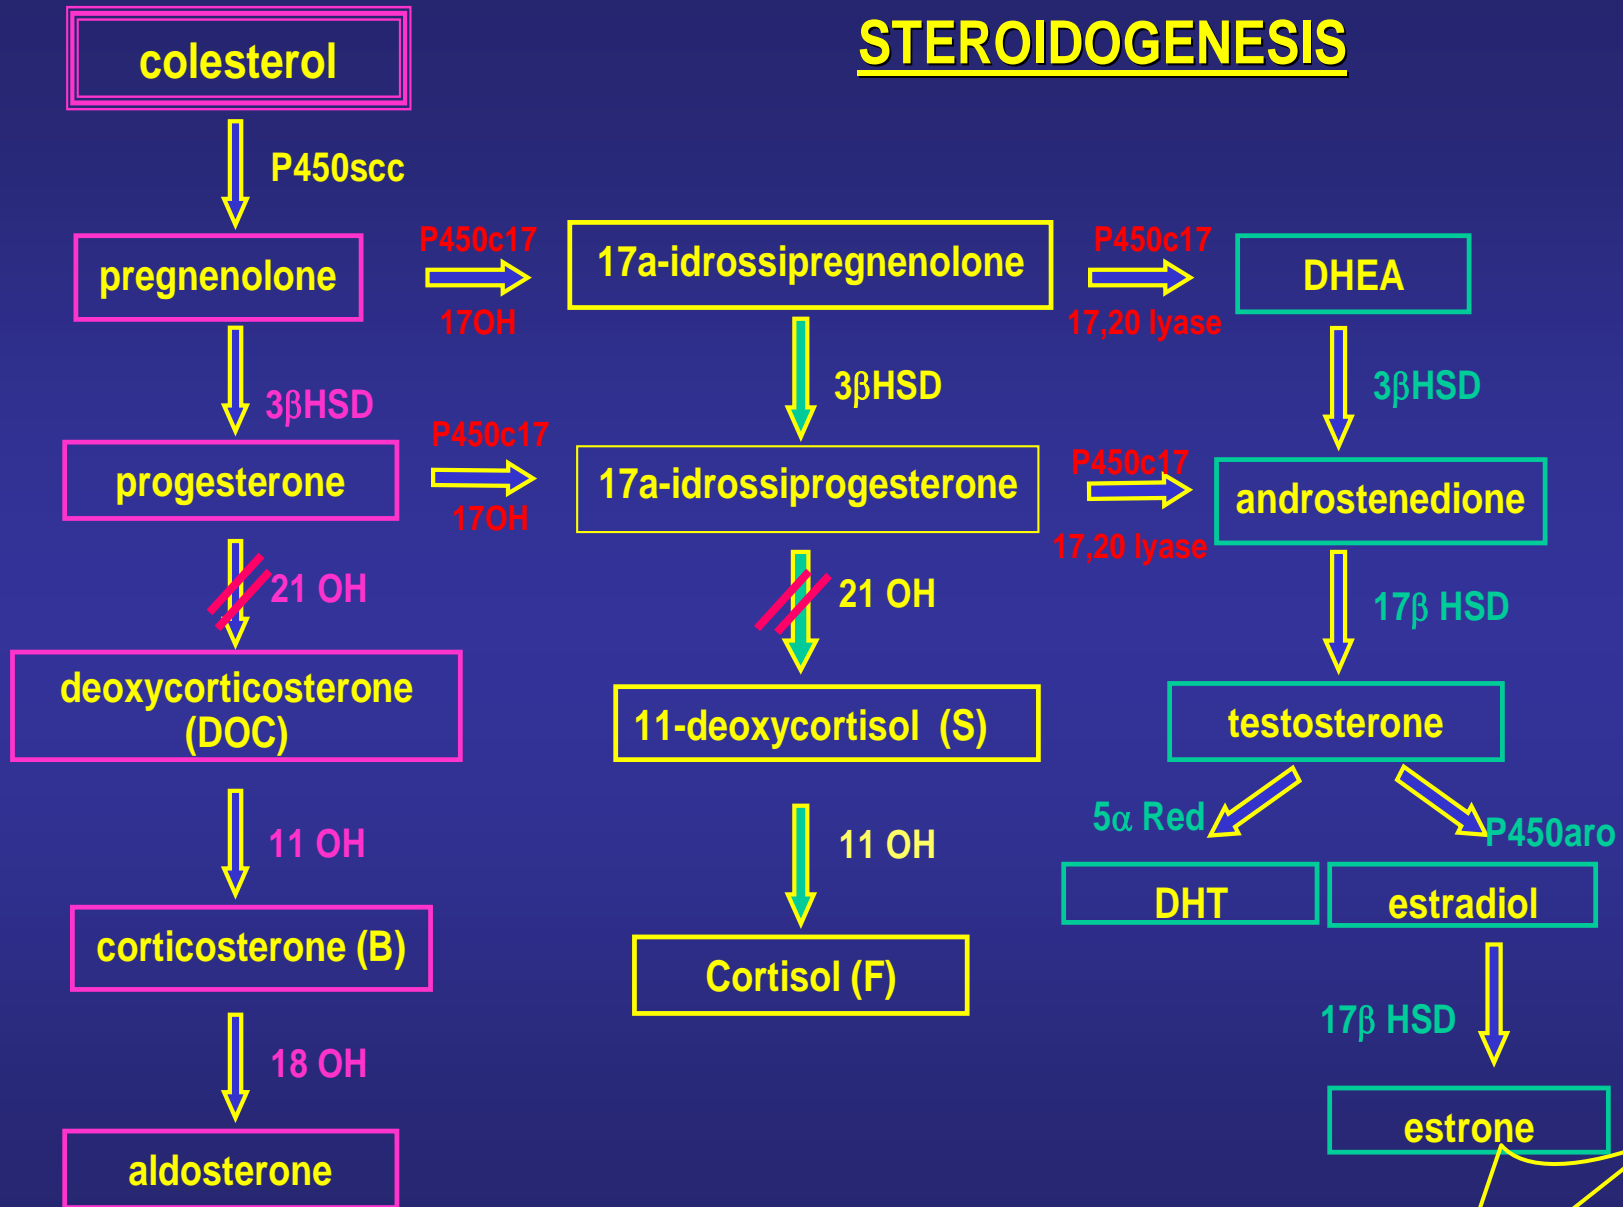 STEROIDOGENESIS
colesterol
P450scc
pregnenolone
P450c17
17OH
17a-idrossipregnenolone
P450c17
17,20 lyase
DHEA
3βHSD
3βHSD
3βHSD
progesterone
P450c17
17OH
17a-idrossiprogesterone
P450c17
17,20 lyase
androstenedione
21 OH
21 OH
17β HSD
deoxycorticosterone
(DOC)
11-deoxycortisol (S)
testosterone
11 OH
11 OH
5α Red
P450aro
DHT
estradiol
corticosterone (B)
Cortisol (F)
17β HSD
18 OH
estrone
aldosterone